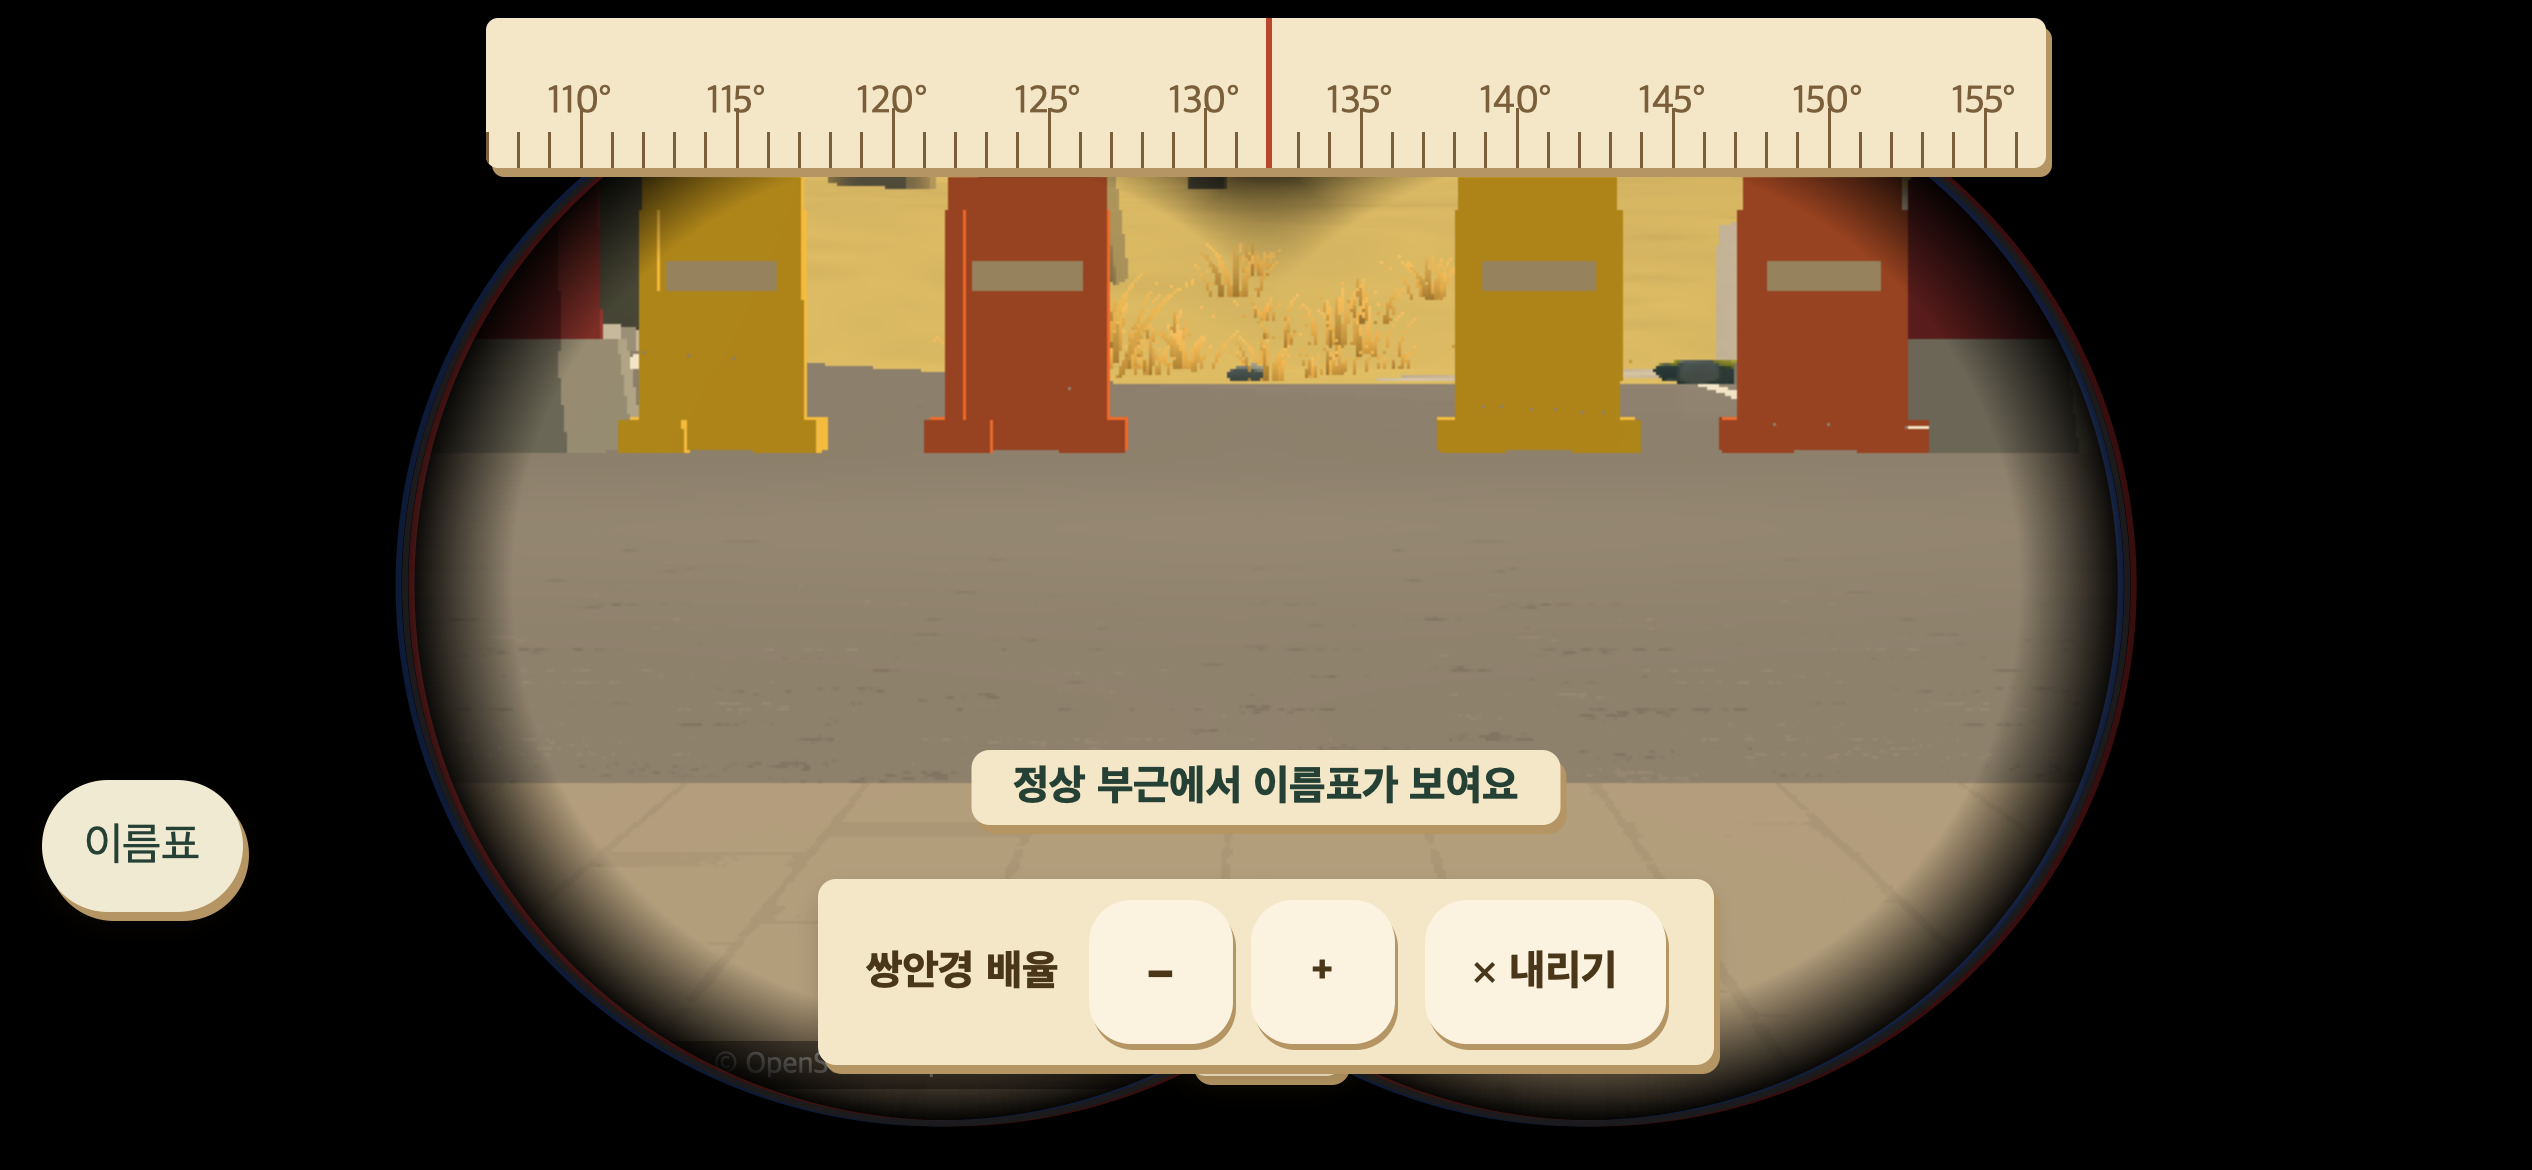 110° 115° 120° 125° 130° 135° 140° 145° 150° 155°
정상 부근에서 이름표가 보여요
이름표
쌍안경 배율 – + × 내리기
©